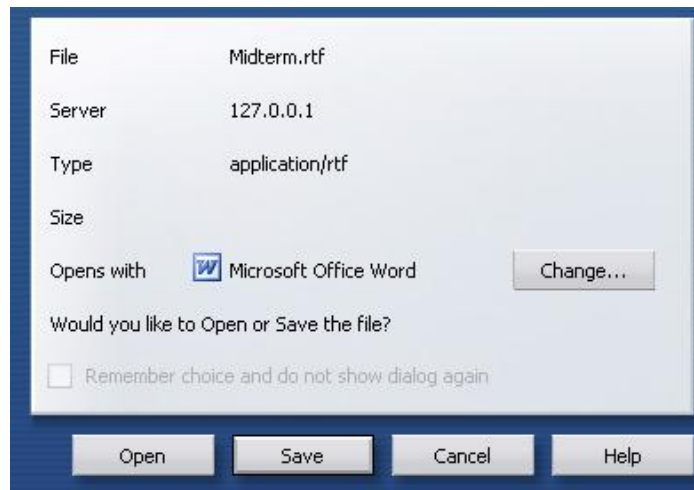 File Midterm.rtf
Server 127.0.0.1
Type application/rtf
Size
Opens with Microsoft Office Word Change...
Would you like to Open or Save the file?
Remember choice and do not show dialog again
Open Save Cancel Help